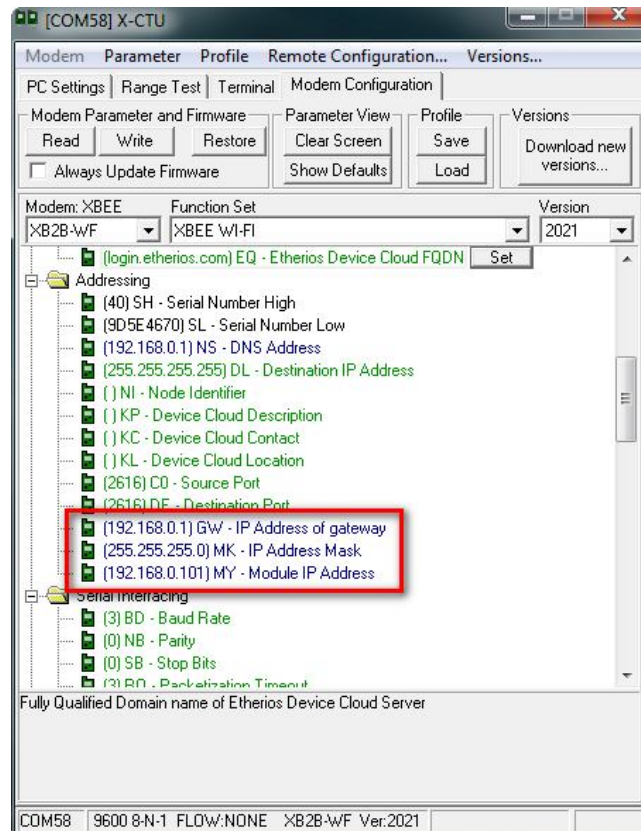 [COM58] X-CTU
Modem Parameter Profile Remote Configuration... Versions...
PC Settings Range Test Terminal Modem Configuration
Modem Parameter and Firmware Parameter View Profile Versions
Read Write Restore Clear Screen Save Download new versions...
Always Update Firmware Show Defaults Load
Modem: XBEE Function Set Version
XB2B-WF XBEE WI-FI 2021
(login.etherios.com) EQ - Etherios Device Cloud FQDN Set
Addressing
(40) SH - Serial Number High
(9D5E4670) SL - Serial Number Low
(192.168.0.1) NS - DNS Address
(255.255.255.255) DL - Destination IP Address
( ) NI - Node Identifier
( ) KP - Device Cloud Description
( ) KC - Device Cloud Contact
( ) KL - Device Cloud Location
(2616) C0 - Source Port
(2616) DE - Destination Port
(192.168.0.1) GW - IP Address of gateway
(255.255.255.0) MK - IP Address Mask
(192.168.0.101) MY - Module IP Address
Serial Interfacing
(3) BD - Baud Rate
(0) NB - Parity
(0) SB - Stop Bits
(3) RO - Packetization Timeout
Fully Qualified Domain name of Etherios Device Cloud Server
COM58 9600 8-N-1 FLOW:NONE XB2B-WF Ver:2021